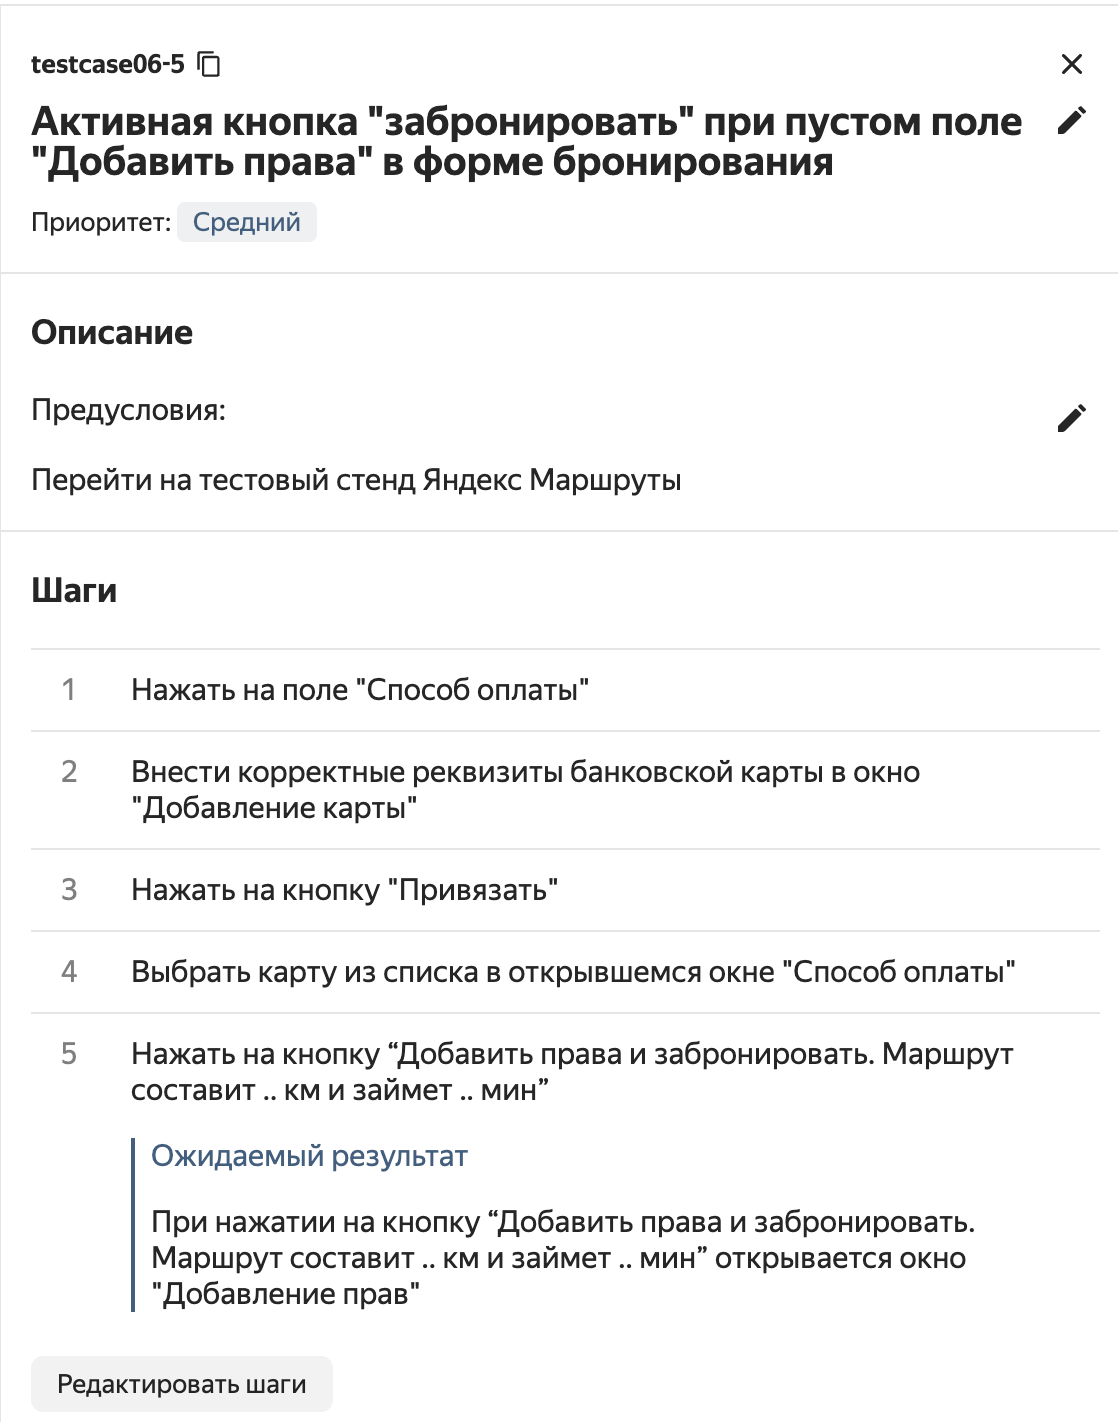 testcase06-5
Активная кнопка "забронировать" при пустом поле
"Добавить права" в форме бронирования
Приоритет: Средний
Описание
Предусловия:
Перейти на тестовый стенд Яндекс Маршруты
Шаги
1 Нажать на поле "Способ оплаты"
2 Внести корректные реквизиты банковской карты в окно
"Добавление карты"
3 Нажать на кнопку "Привязать"
4 Выбрать карту из списка в открывшемся окне "Способ оплаты"
5 Нажать на кнопку “Добавить права и забронировать. Маршрут
составит .. км и займет .. мин”
Ожидаемый результат
При нажатии на кнопку “Добавить права и забронировать.
Маршрут составит .. км и займет .. мин” открывается окно
"Добавление прав"
Редактировать шаги